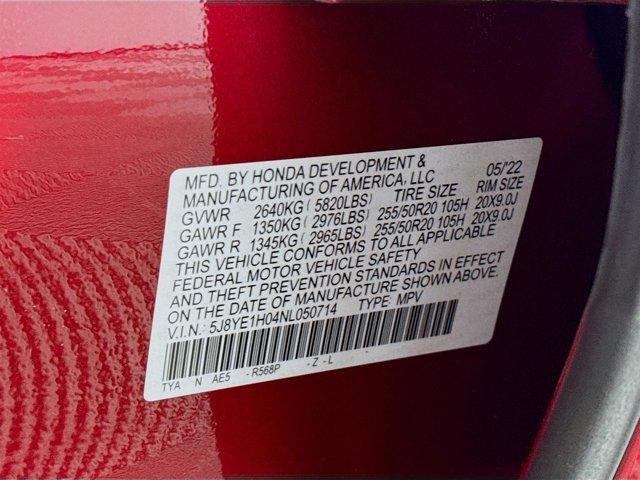 MFD. BY HONDA DEVELOPMENT & 05/'22
MANUFACTURING OF AMERICA, LLC
GVWR 2640KG ( 5820LBS) TIRE SIZE RIM SIZE
GAWR F 1350KG ( 2976LBS) 255/50R20 105H 20X9.0J
GAWR R 1345KG ( 2965LBS) 255/50R20 105H 20X9.0J
THIS VEHICLE CONFORMS TO ALL APPLICABLE
FEDERAL MOTOR VEHICLE SAFETY
AND THEFT PREVENTION STANDARDS IN EFFECT
ON THE DATE OF MANUFACTURE SHOWN ABOVE.
V.I.N.: 5J8YE1H04NL050714 TYPE: MPV
TYA N AE5 -R568P -Z-L -